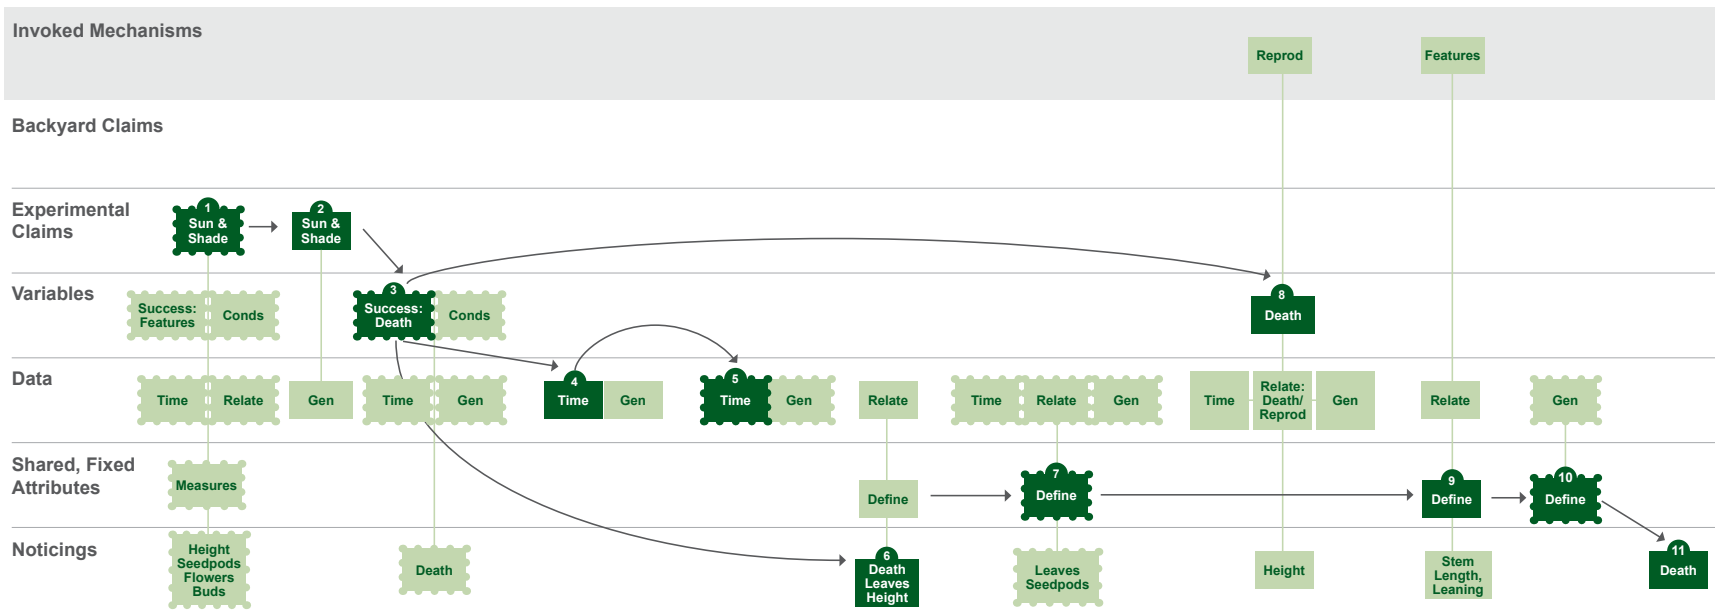 Invoked Mechanisms
Reprod
Features
Backyard Claims
Experimental
Claims
1
Sun &
Shade
2
Sun &
Shade
Variables
Success:
Features
Conds
3
Success:
Death
Conds
8
Death
Data
Time
Relate
Gen
Time
Gen
4
Time
Gen
5
Time
Gen
Relate
Time
Relate
Gen
Time
Relate:
Death/
Reprod
Gen
Relate
Gen
Shared, Fixed
Attributes
Measures
Define
7
Define
9
Define
10
Define
Noticings
Height
Seedpods
Flowers
Buds
Death
6
Death
Leaves
Height
Leaves
Seedpods
Height
Stem
Length,
Leaning
11
Death